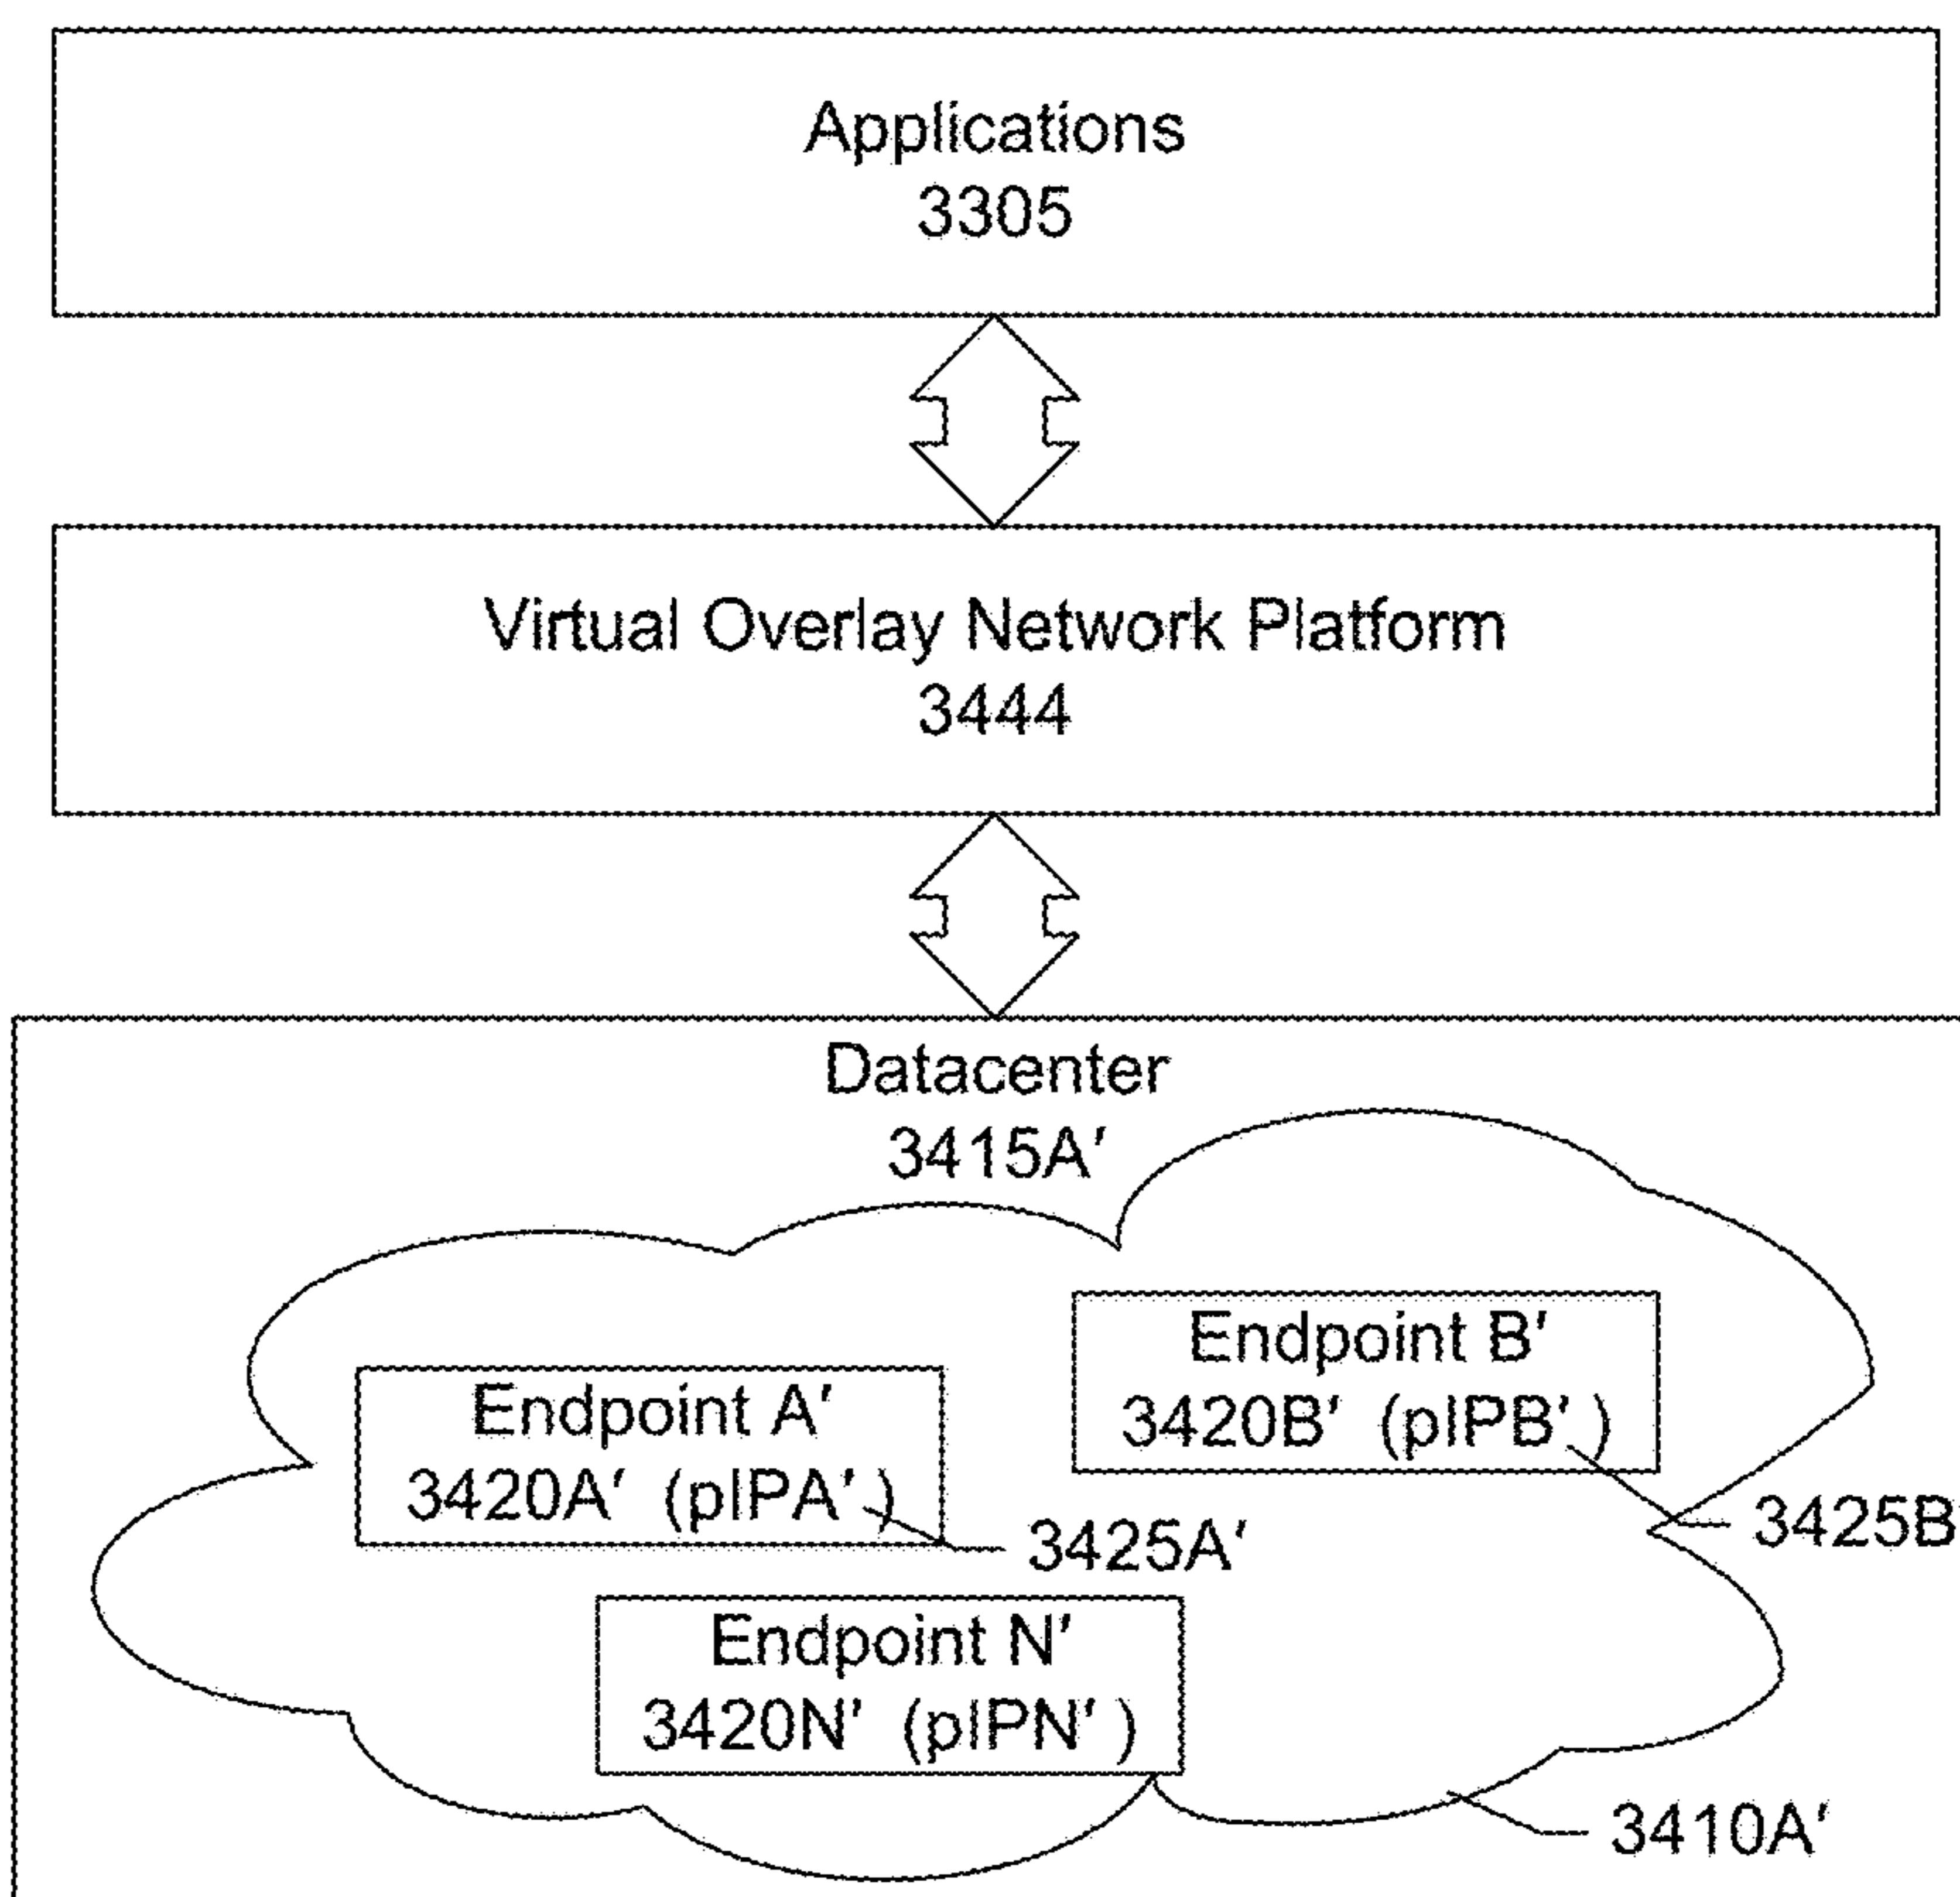 Applications
3305
Virtual Overlay Network Platform
3444
Datacenter
3415A′
Endpoint B′
3420B′ (pIPB′ )
Endpoint A′
3420A′ (pIPA′ )
3425B
3425A′
Endpoint N′
3420N′ (pIPN′ )
3410A′